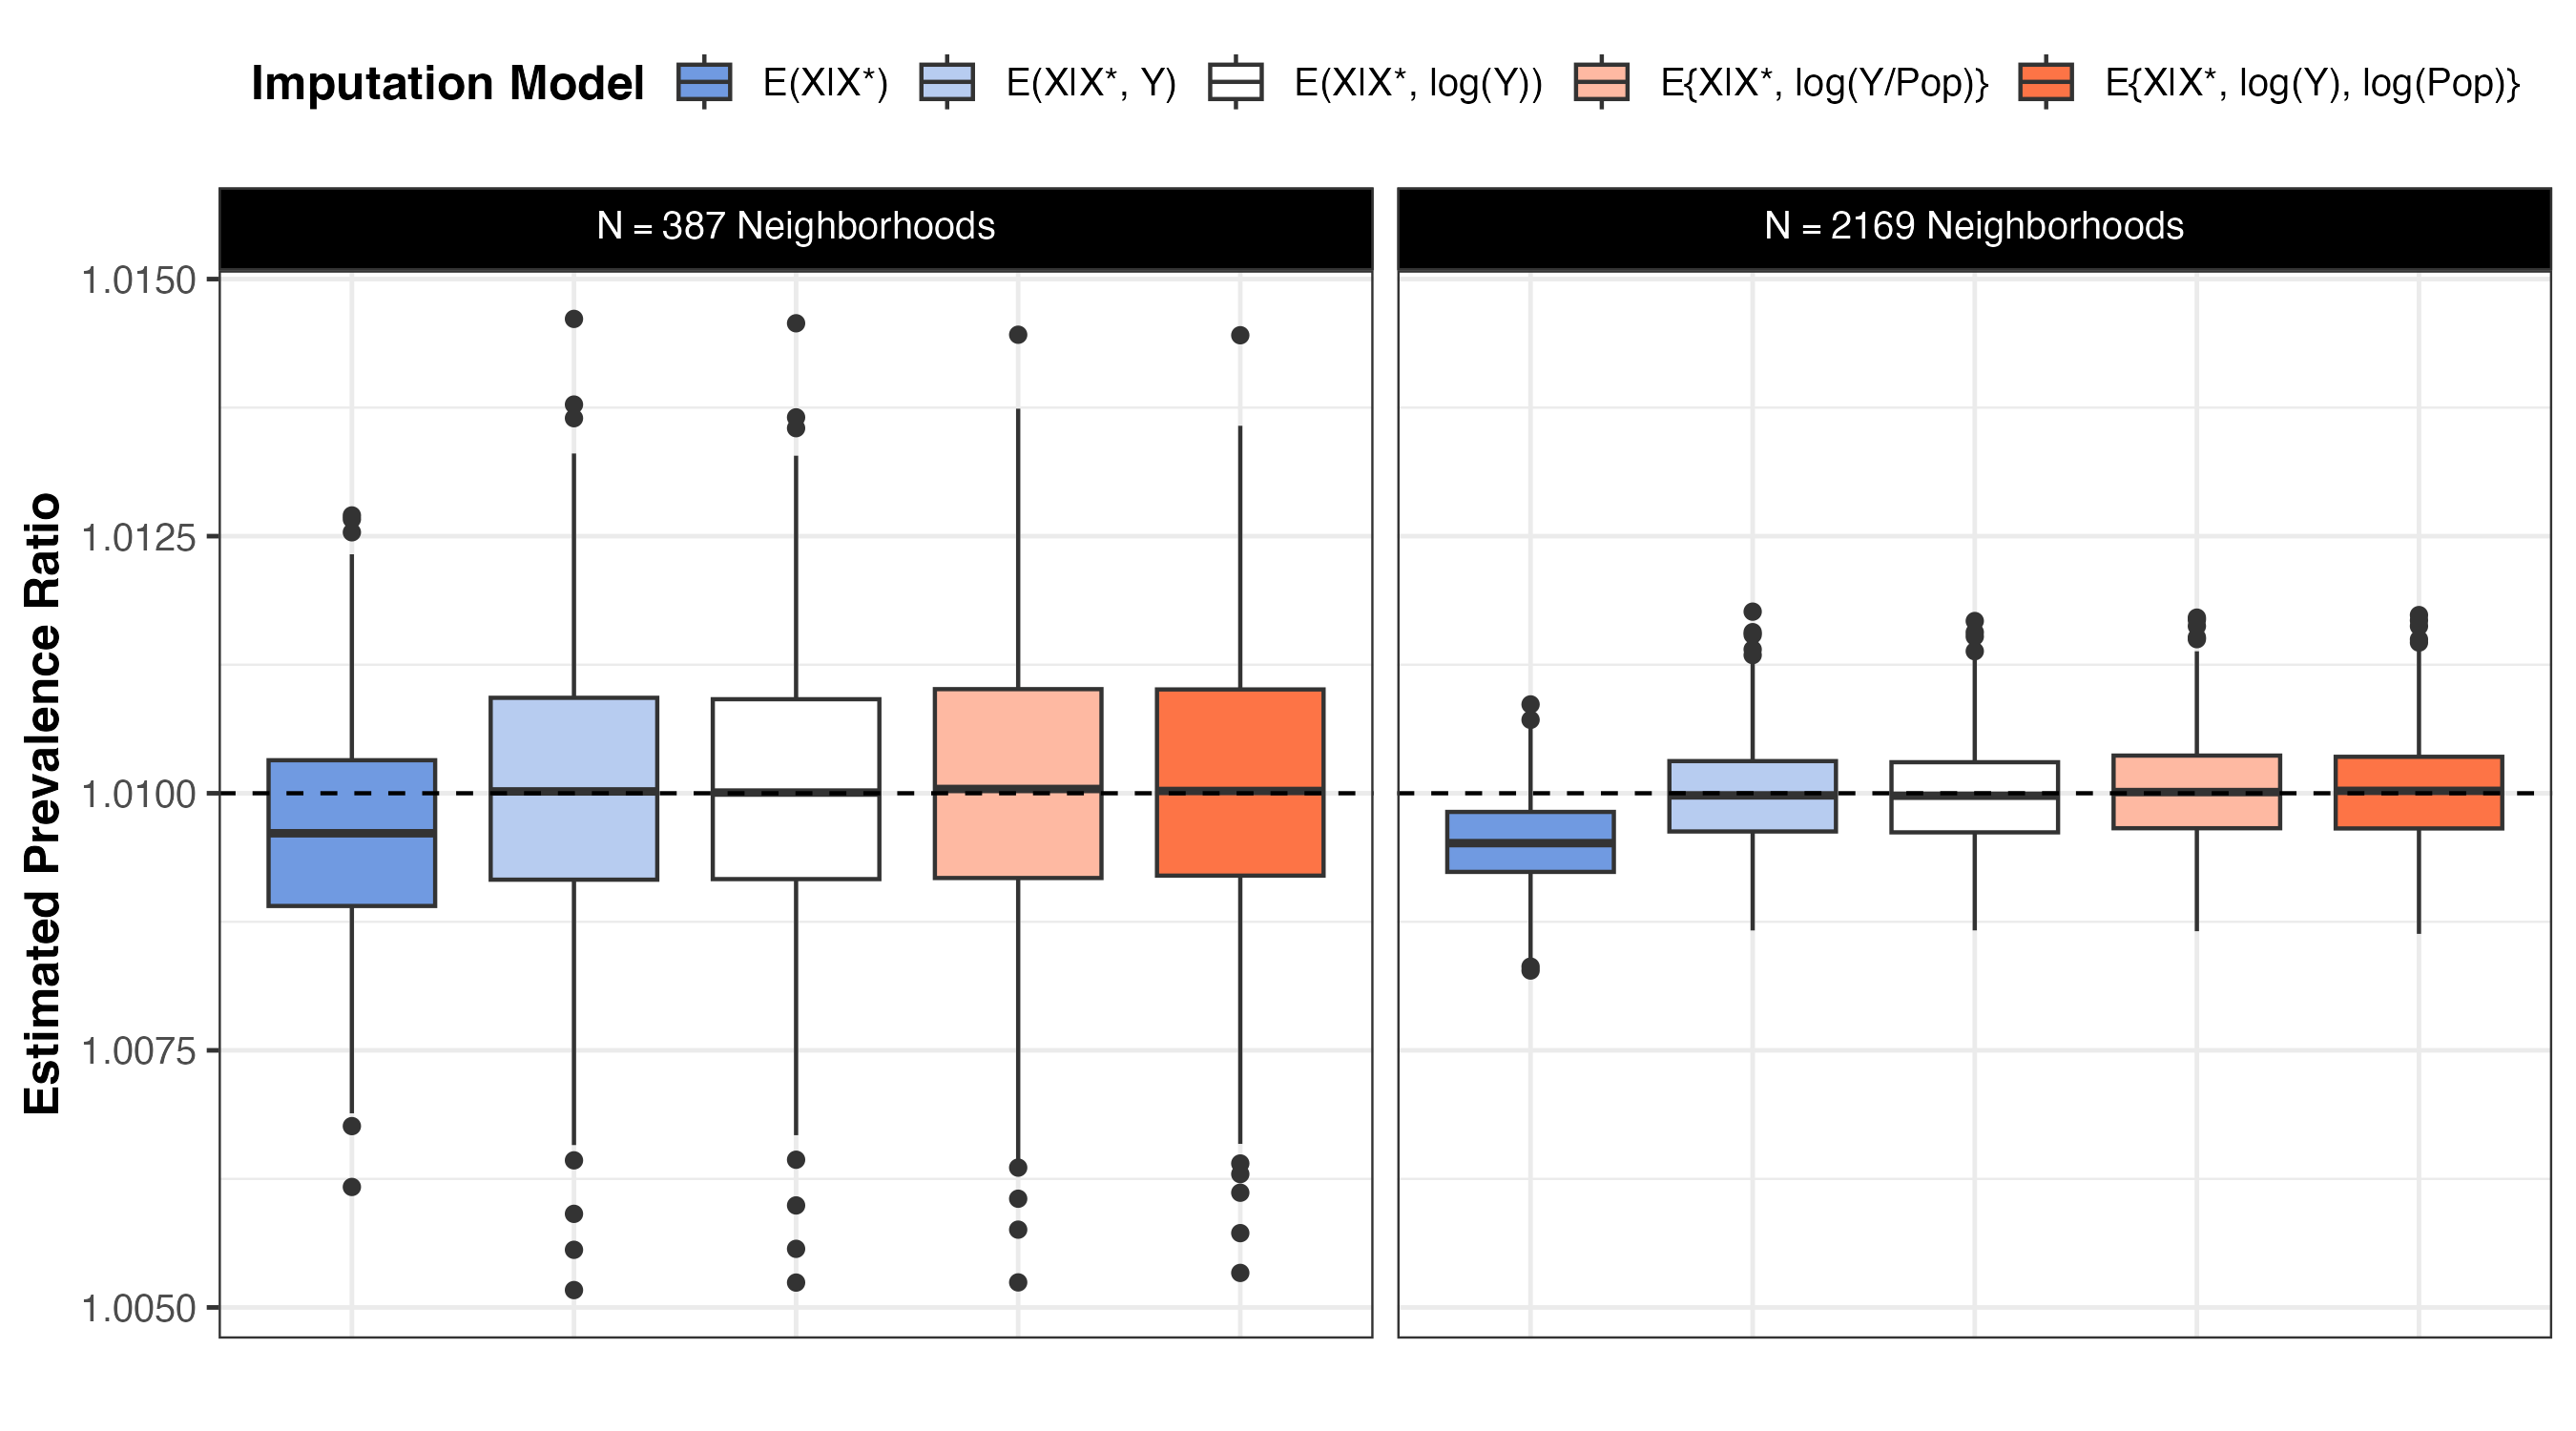 Imputation Model E(X|X*) E(X|X*, Y) E(X|X*, log(Y)) E{X|X*, log(Y/Pop)} E{X|X*, log(Y), log(Pop)}
N = 387 Neighborhoods
N = 2169 Neighborhoods
Estimated Prevalence Ratio
1.0150
1.0125
1.0100
1.0075
1.0050